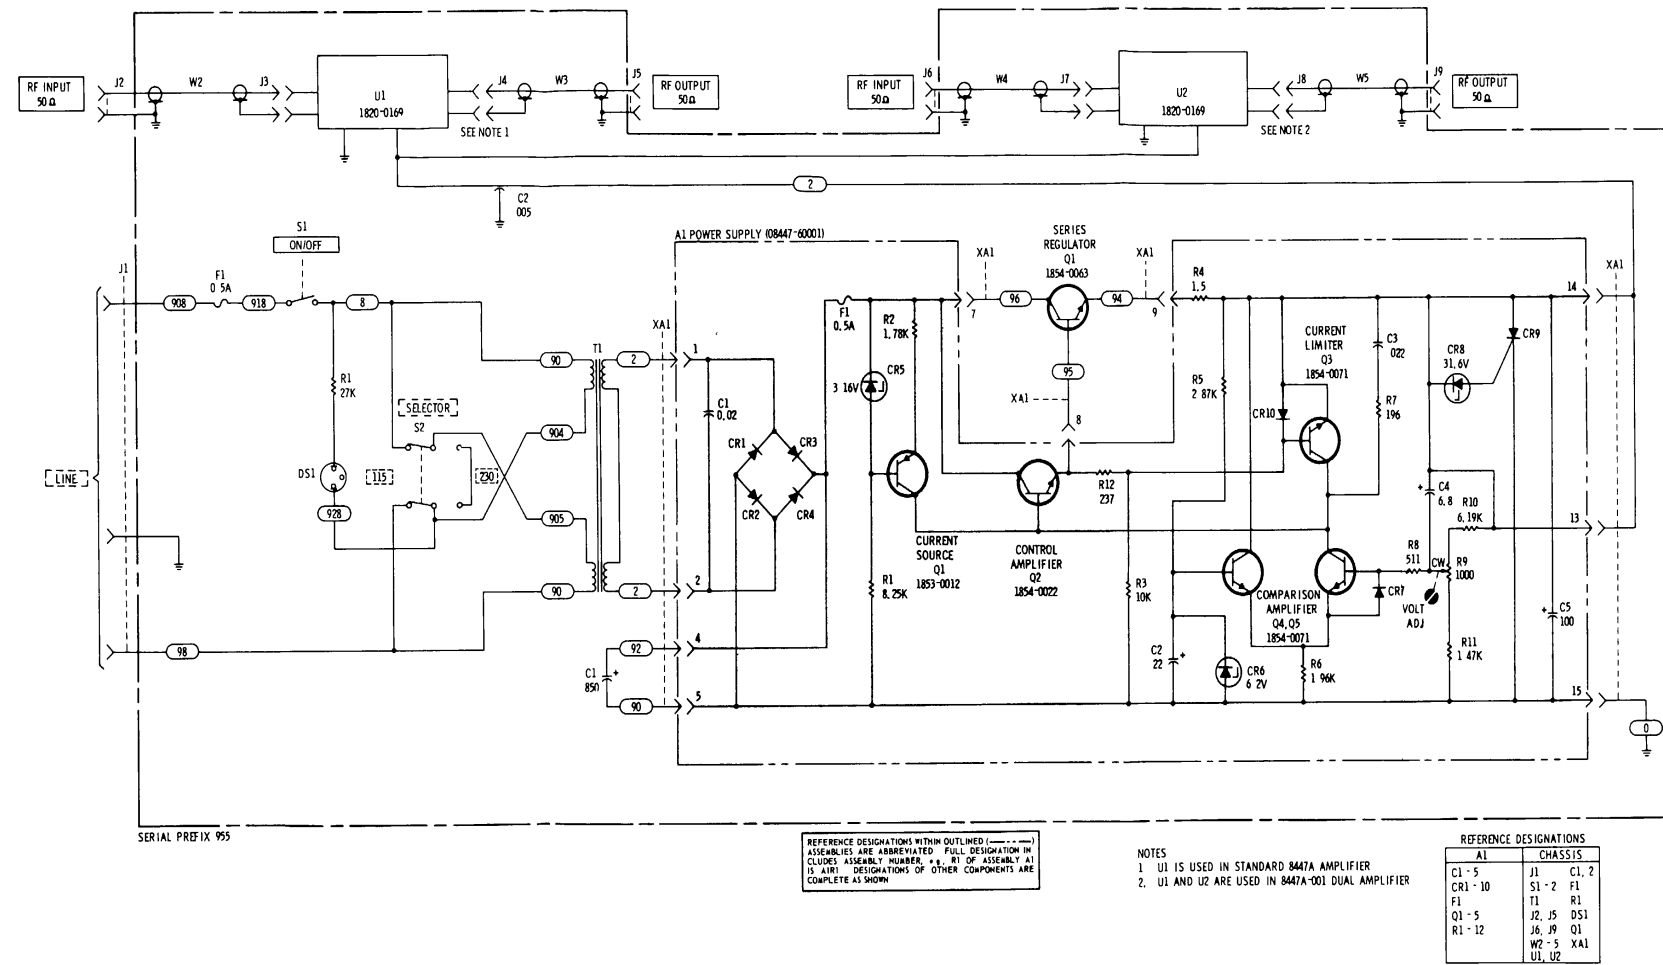 RF INPUT
50Ω
J2
W2
J3
U1
1820-0169
J4
W3
J5
RF OUTPUT
50Ω
SEE NOTE 1
RF INPUT
50Ω
J6
W4
J7
U2
1820-0169
J8
W5
J9
RF OUTPUT
50Ω
SEE NOTE 2
2
C2
005
S1
ON/OFF
J1
F1
0 5A
908
918
8
R1
27K
SELECTOR
S2
LINE
DS1
928
115
230
90
904
905
90
98
T1
2
2
A1 POWER SUPPLY (08447-60001)
XA1
1
2
4
5
C1
0.02
CR1
CR3
CR2
CR4
92
C1
850
+
90
F1
0.5A
R2
1.78K
CR5
3 16V
R1
8.25K
CURRENT
SOURCE
Q1
1853-0012
7
XA1
96
SERIES
REGULATOR
Q1
1854-0063
94
XA1
9
95
XA1
8
CONTROL
AMPLIFIER
Q2
1854-0022
R12
237
R3
10K
R4
1.5
R5
2 87K
CR10
CURRENT
LIMITER
Q3
1854-0071
C3
022
R7
196
COMPARISON
AMPLIFIER
Q4, Q5
1854-0071
C2
22
+
CR6
6 2V
R6
1 96K
CR7
CR8
31.6V
CR9
+
C4
6.8
R10
6.19K
R8
511
CW
R9
1000
VOLT
ADJ
R11
1 47K
+
C5
100
14
13
15
XA1
0
SERIAL PREFIX 955
REFERENCE DESIGNATIONS WITHIN OUTLINED (—--—)
ASSEMBLIES ARE ABBREVIATED FULL DESIGNATION IN
CLUDES ASSEMBLY NUMBER, e.g., R1 OF ASSEMBLY A1
IS A1R1 DESIGNATIONS OF OTHER COMPONENTS ARE
COMPLETE AS SHOWN
NOTES
1 U1 IS USED IN STANDARD 8447A AMPLIFIER
2. U1 AND U2 ARE USED IN 8447A-001 DUAL AMPLIFIER
REFERENCE DESIGNATIONS
A1 CHASSIS
C1 - 5 J1 C1, 2
CR1 - 10 S1 - 2 F1
F1 T1 R1
Q1 - 5 J2, J5 DS1
R1 - 12 J6, J9 Q1
W2 - 5 XA1
U1, U2